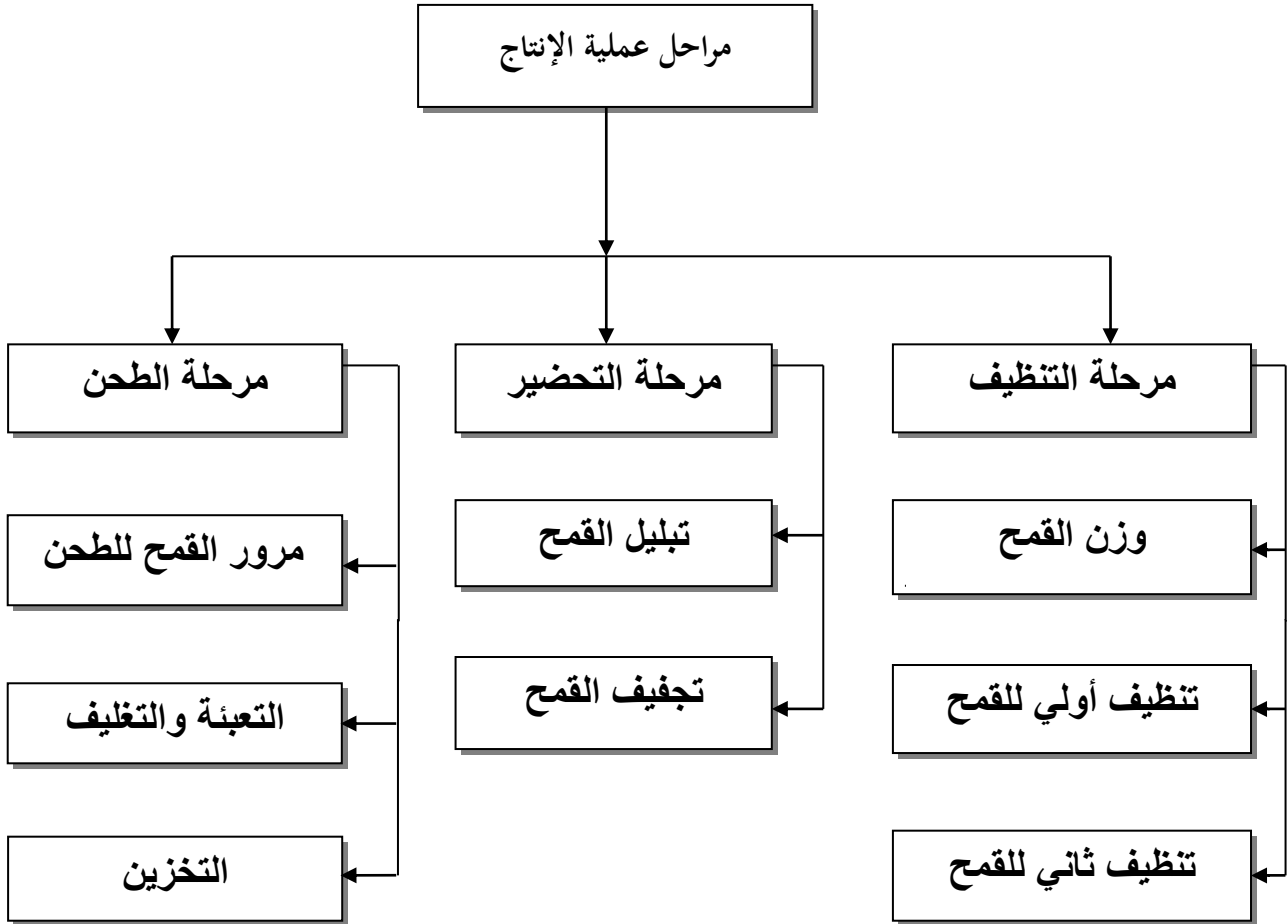 مراحل عملية الإنتاج
مرحلة التنظيف
مرحلة التحضير
مرحلة الطحن
وزن القمح
تبليل القمح
مرور القمح للطحن
تنظيف أولي للقمح
تجفيف القمح
التعبئة والتغليف
تنظيف ثاني للقمح
التخزين